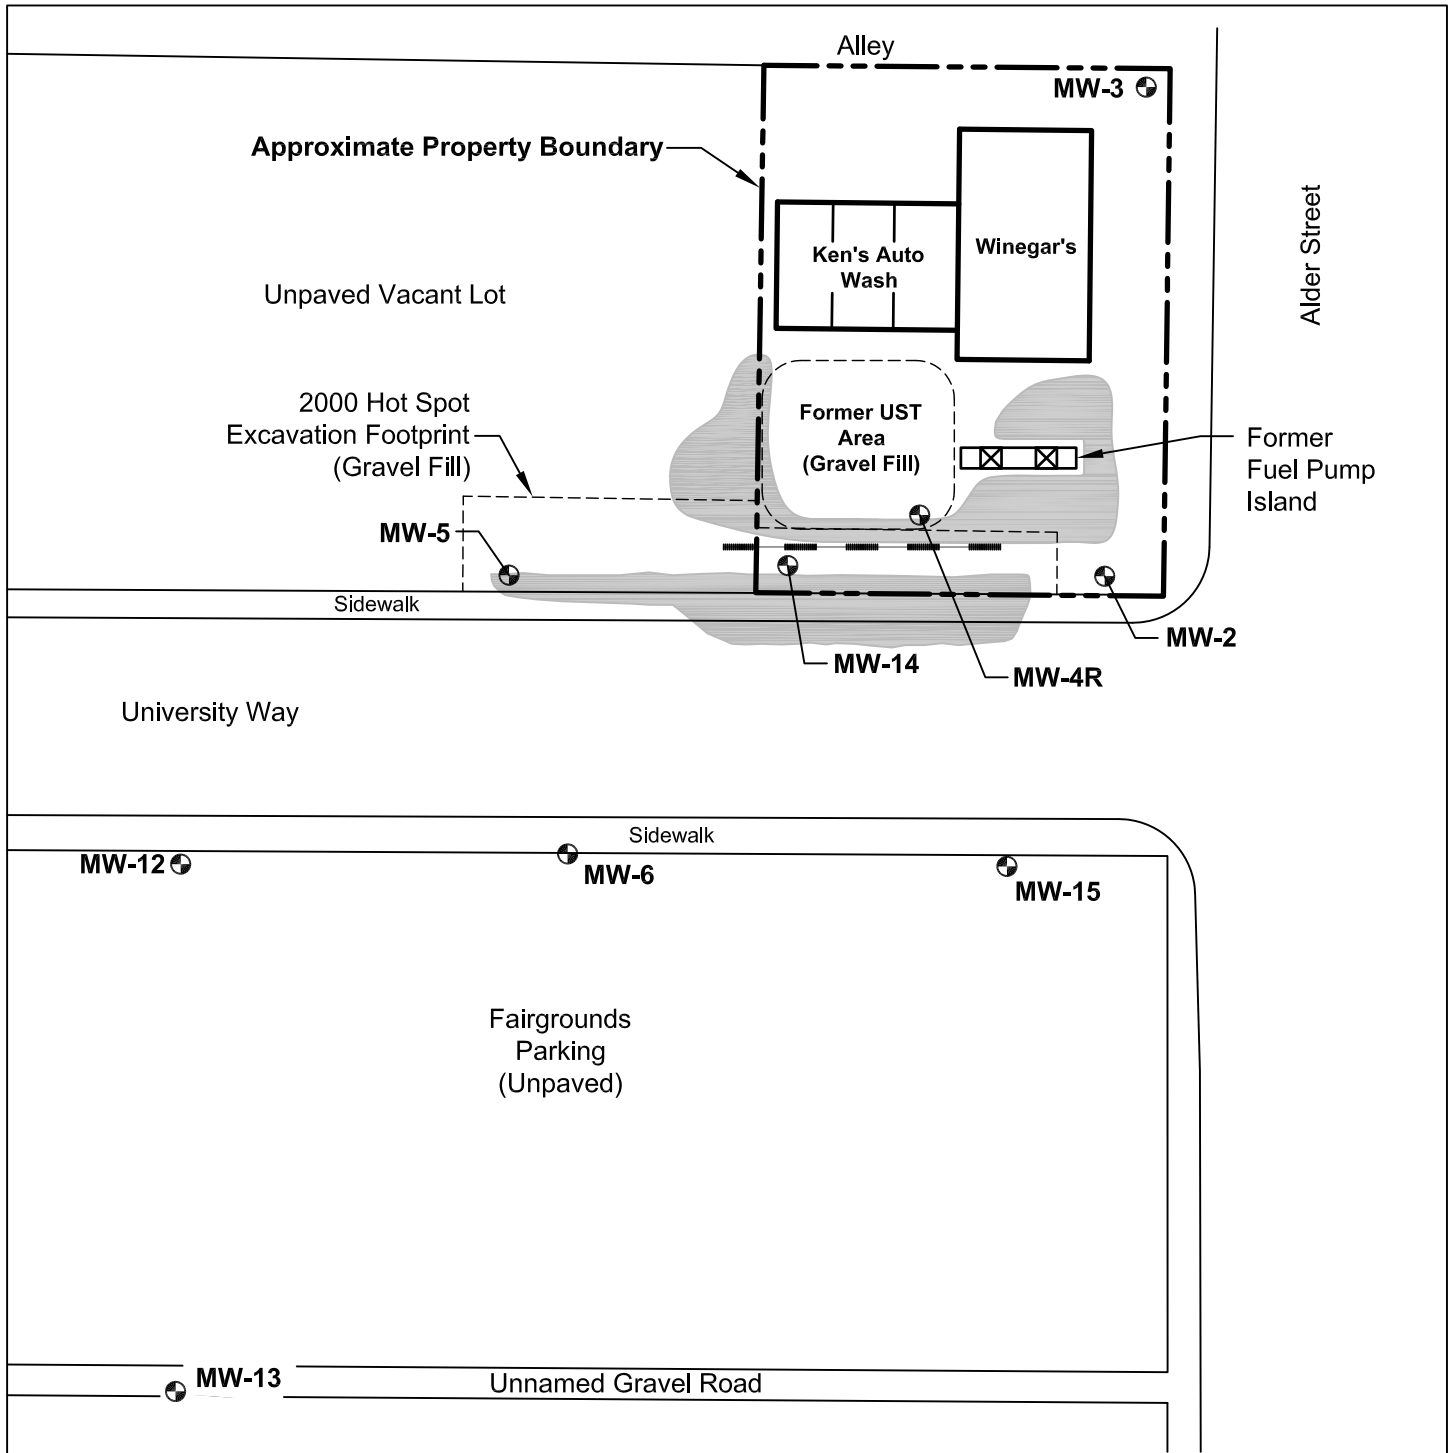 Alley
MW-3
Approximate Property Boundary
Ken's Auto
Wash
Winegar's
Alder Street
Unpaved Vacant Lot
2000 Hot Spot
Excavation Footprint
(Gravel Fill)
Former UST
Area
(Gravel Fill)
Former
Fuel Pump
Island
MW-5
Sidewalk
MW-2
MW-14
MW-4R
University Way
Sidewalk
MW-12
MW-6
MW-15
Fairgrounds
Parking
(Unpaved)
MW-13
Unnamed Gravel Road